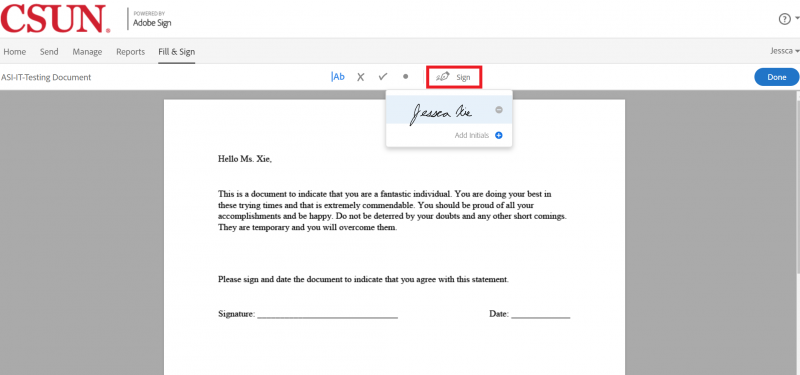 CSUN.
POWERED BY
Adobe Sign
Home Send Manage Reports Fill & Sign
Jessca
ASI-IT-Testing Document
Ab Sign
Done
Jessca Xie
Add Initials
Hello Ms. Xie,
This is a document to indicate that you are a fantastic individual. You are doing your best in
these trying times and that is extremely commendable. You should be proud of all your
accomplishments and be happy. Do not be deterred by your doubts and any other short comings.
They are temporary and you will overcome them.
Please sign and date the document to indicate that you agree with this statement.
Signature: ____________________________ Date: ____________